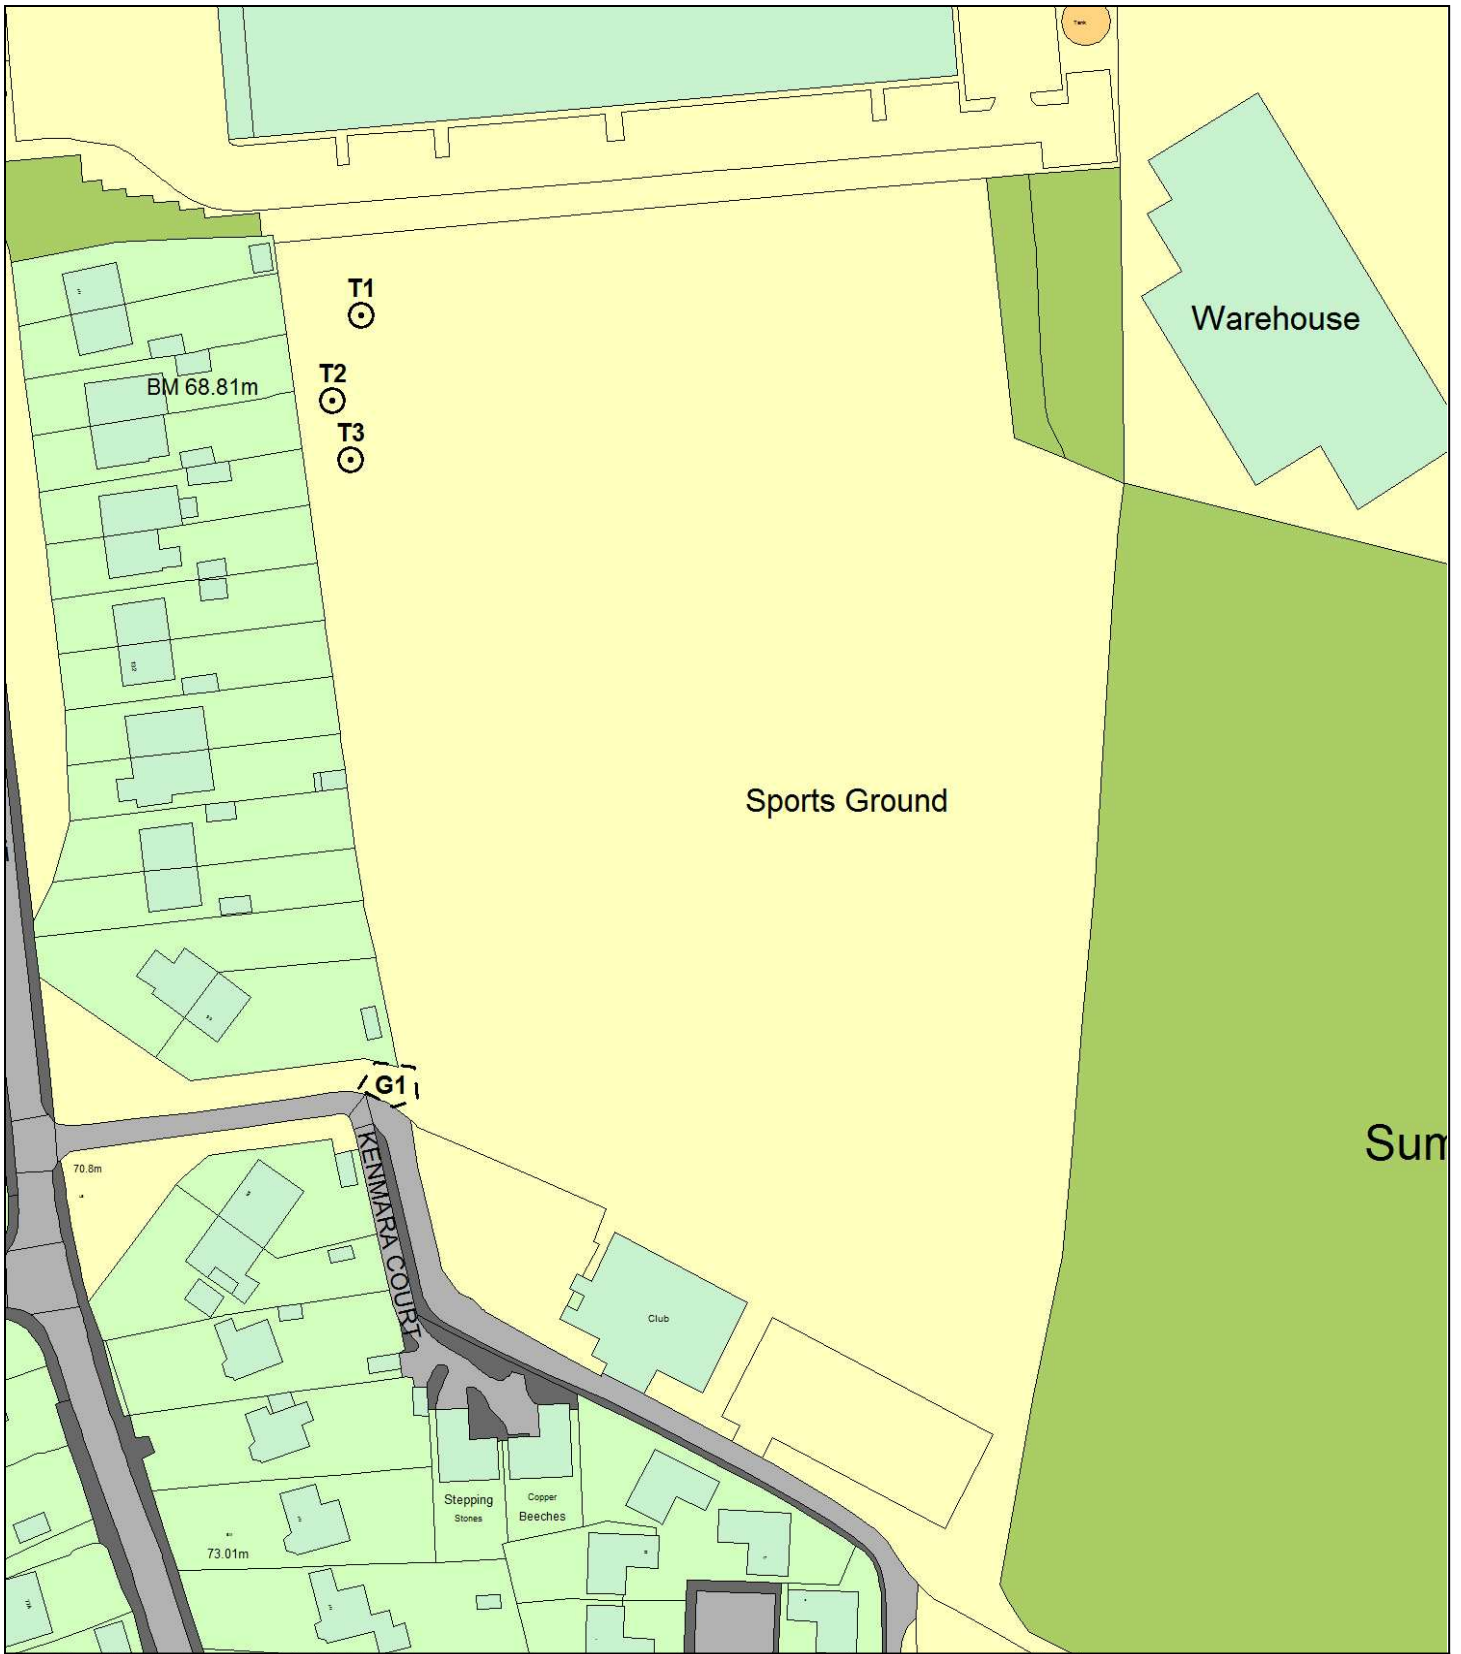 Tank
Warehouse
T1
T2
BM 68.81m
T3
Sports Ground
G1
KENMARA COURT
Sum
70.8m
Club
Stepping
Stones
Copper
Beeches
73.01m